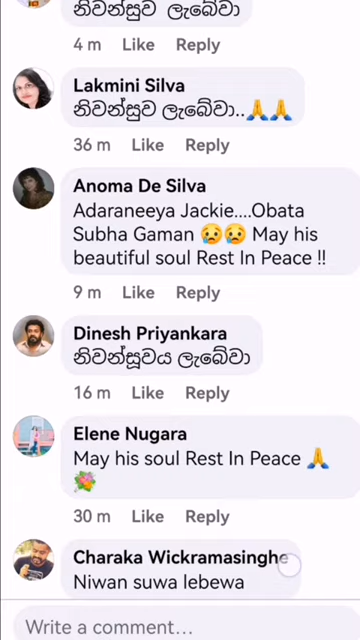 නිවන්සුව ලැබේවා
4 m Like Reply
Lakmini Silva
නිවන්සුව ලැබේවා..🙏🙏
36 m Like Reply
Anoma De Silva
Adaraneeya Jackie....Obata
Subha Gaman 😢😢 May his
beautiful soul Rest In Peace !!
9 m Like Reply
Dinesh Priyankara
නිවන්සූවය ලැබේවා
16 m Like Reply
Elene Nugara
May his soul Rest In Peace 🙏
💐
30 m Like Reply
Charaka Wickramasinghe
Niwan suwa lebewa
Write a comment...